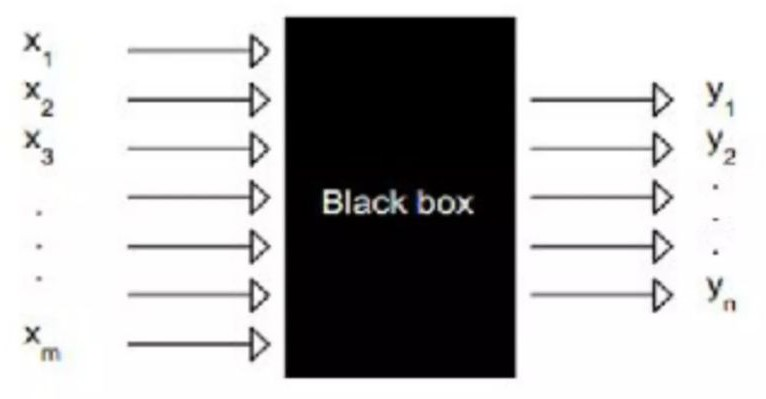 x1
x2
x3
.
.
.
xm
Black box
y1
y2
.
.
.
yn